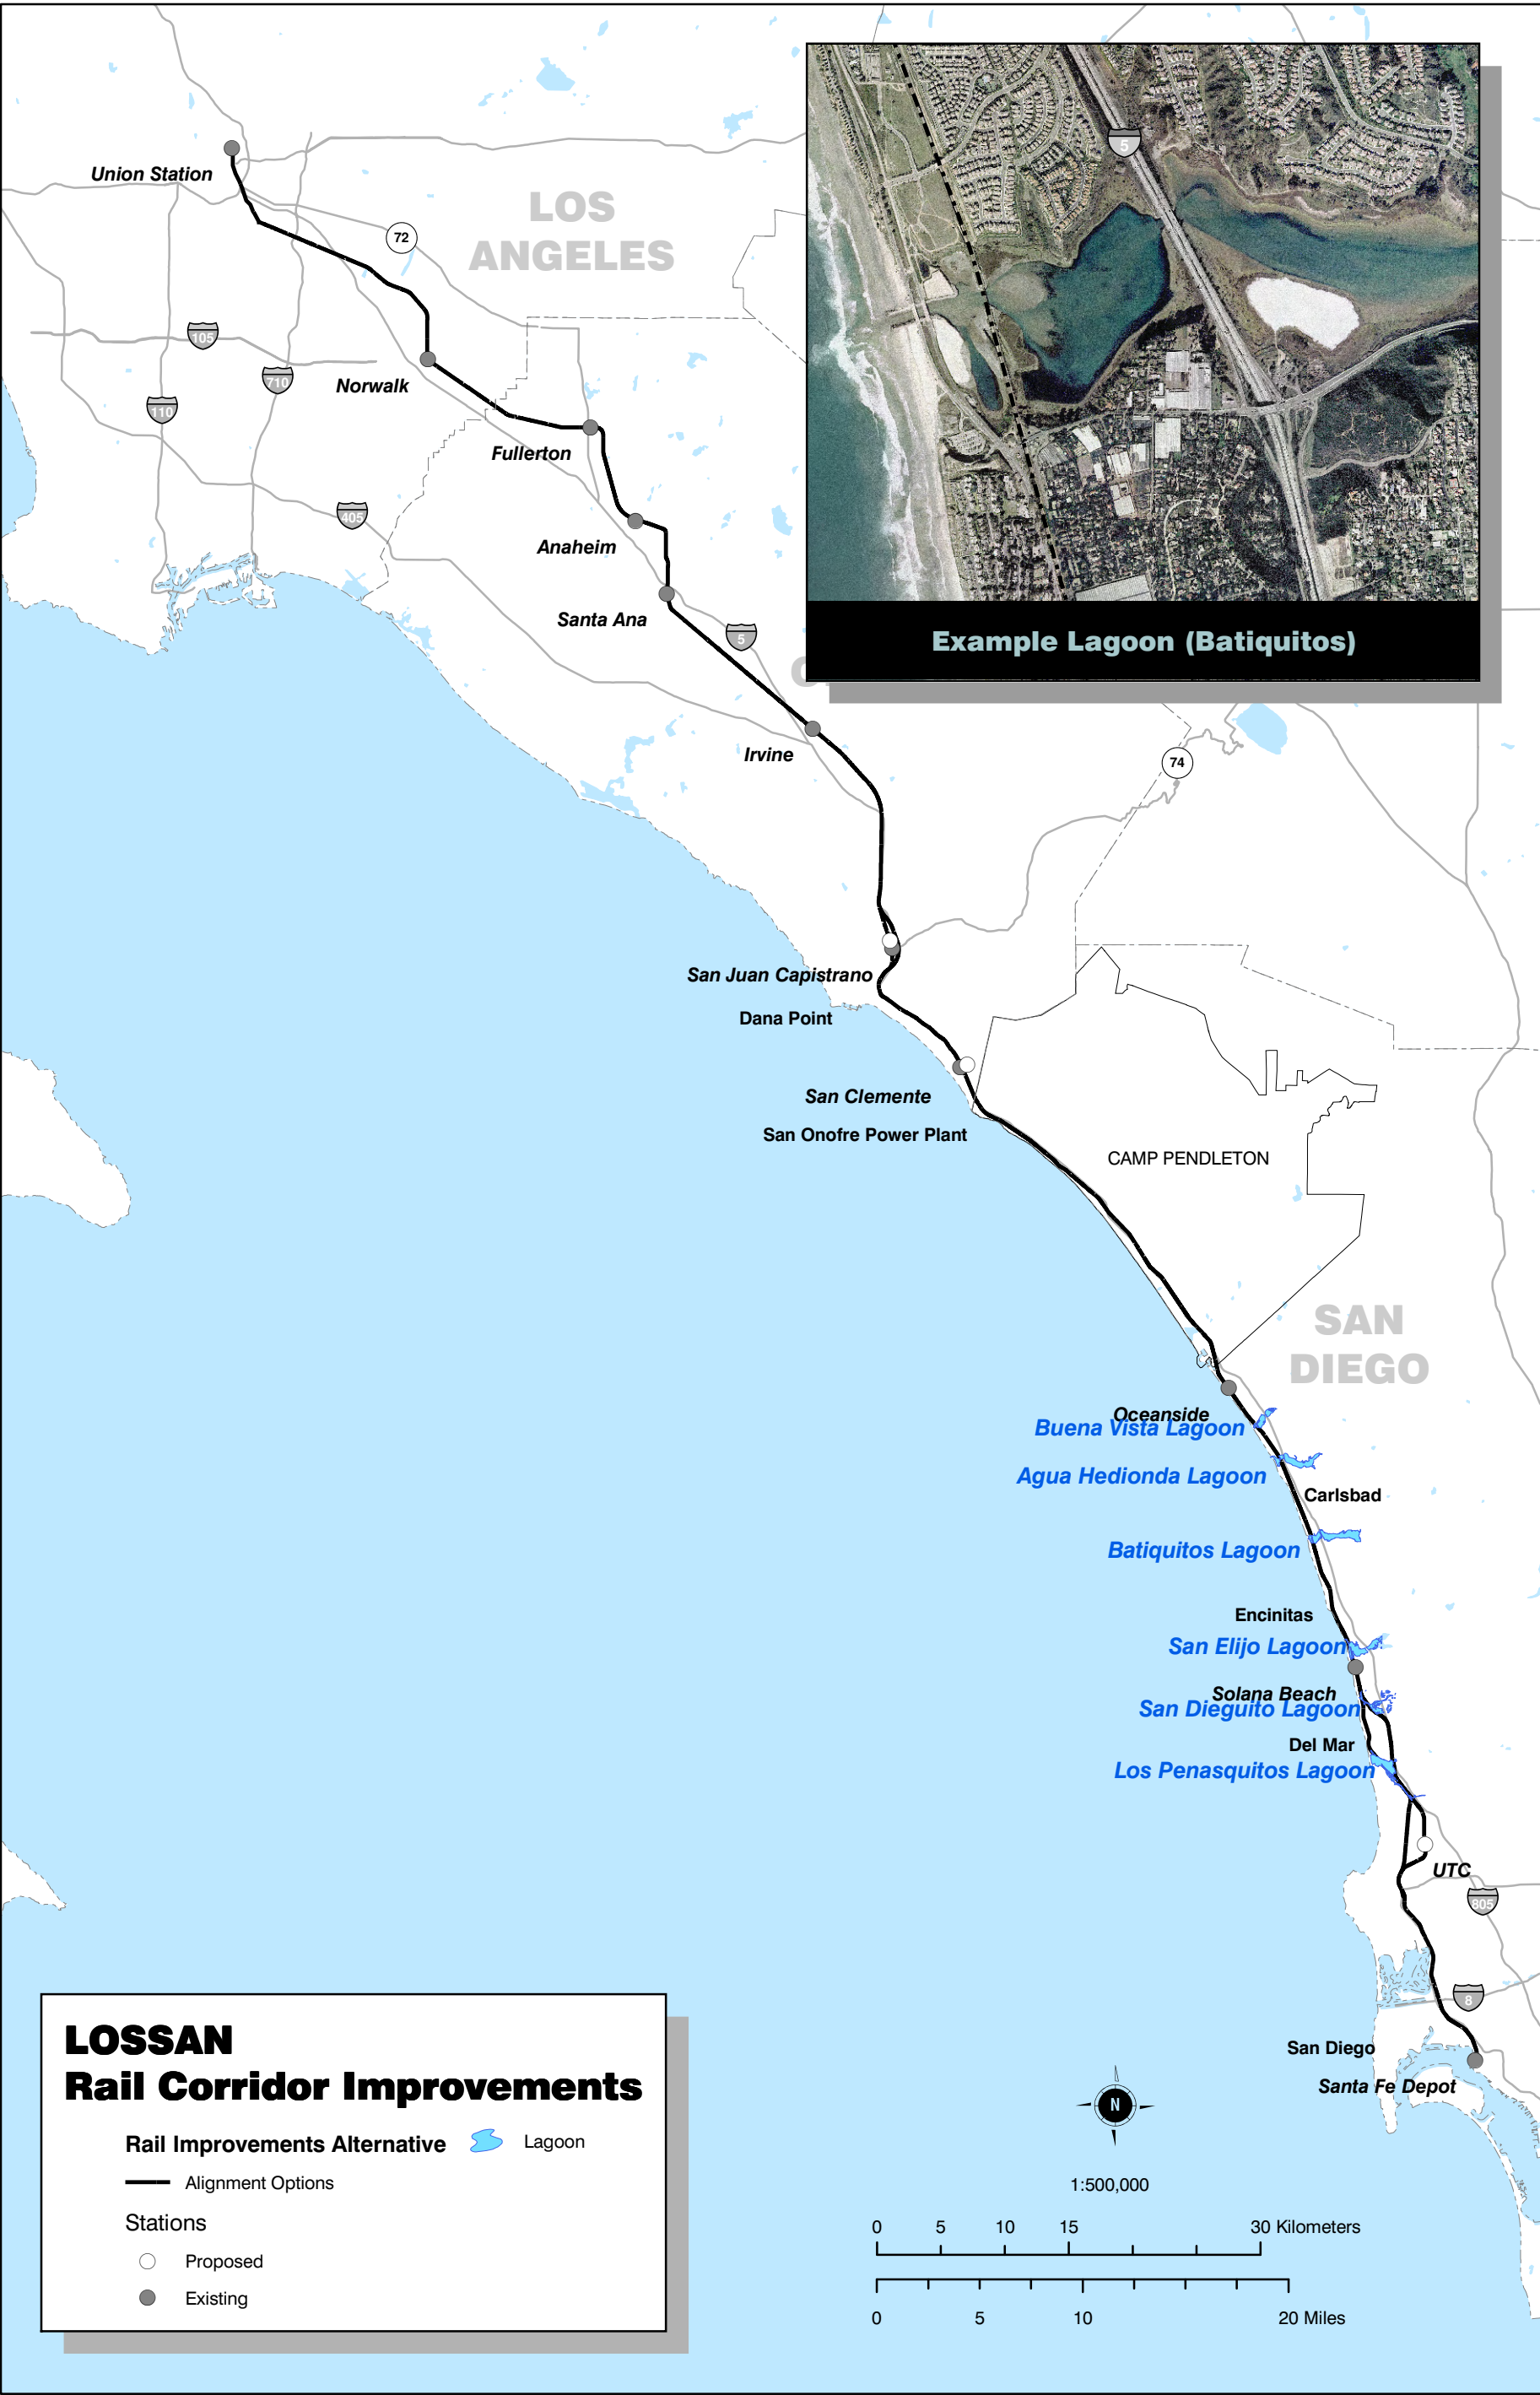 5
Example Lagoon (Batiquitos)
Union Station
LOS
ANGELES
72
105
Norwalk
710
110
Fullerton
405
Anaheim
Santa Ana
5
Irvine
74
San Juan Capistrano
Dana Point
San Clemente
San Onofre Power Plant
CAMP PENDLETON
SAN
DIEGO
Oceanside
Buena Vista Lagoon
Agua Hedionda Lagoon
Carlsbad
Batiquitos Lagoon
Encinitas
San Elijo Lagoon
Solana Beach
San Dieguito Lagoon
Del Mar
Los Penasquitos Lagoon
UTC
805
8
San Diego
Santa Fe Depot
LOSSAN
Rail Corridor Improvements
Rail Improvements Alternative
Lagoon
Alignment Options
Stations
Proposed
Existing
N
1:500,000
0 5 10 15 30 Kilometers
0 5 10 20 Miles